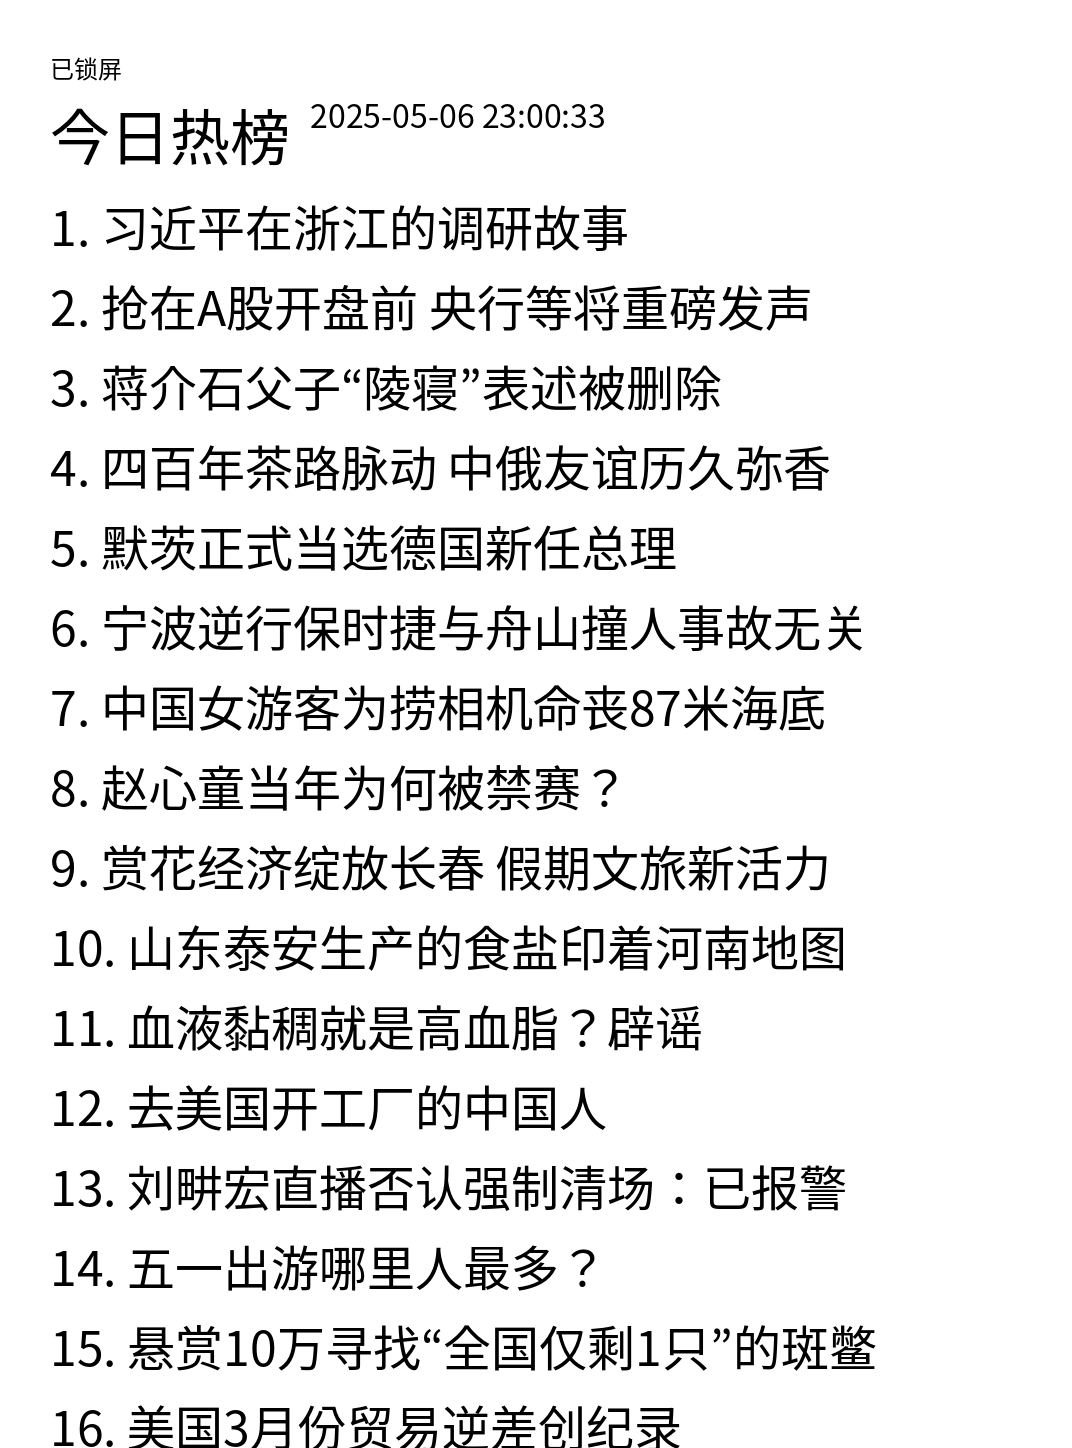 已锁屏
今日热榜 2025-05-06 23:00:33
1. 习近平在浙江的调研故事
2. 抢在A股开盘前 央行等将重磅发声
3. 蒋介石父子“陵寝”表述被删除
4. 四百年茶路脉动 中俄友谊历久弥香
5. 默茨正式当选德国新任总理
6. 宁波逆行保时捷与舟山撞人事故无关
7. 中国女游客为捞相机命丧87米海底
8. 赵心童当年为何被禁赛？
9. 赏花经济绽放长春 假期文旅新活力
10. 山东泰安生产的食盐印着河南地图
11. 血液黏稠就是高血脂？辟谣
12. 去美国开工厂的中国人
13. 刘畊宏直播否认强制清场：已报警
14. 五一出游哪里人最多？
15. 悬赏10万寻找“全国仅剩1只”的斑鳖
16. 美国3月份贸易逆差创纪录